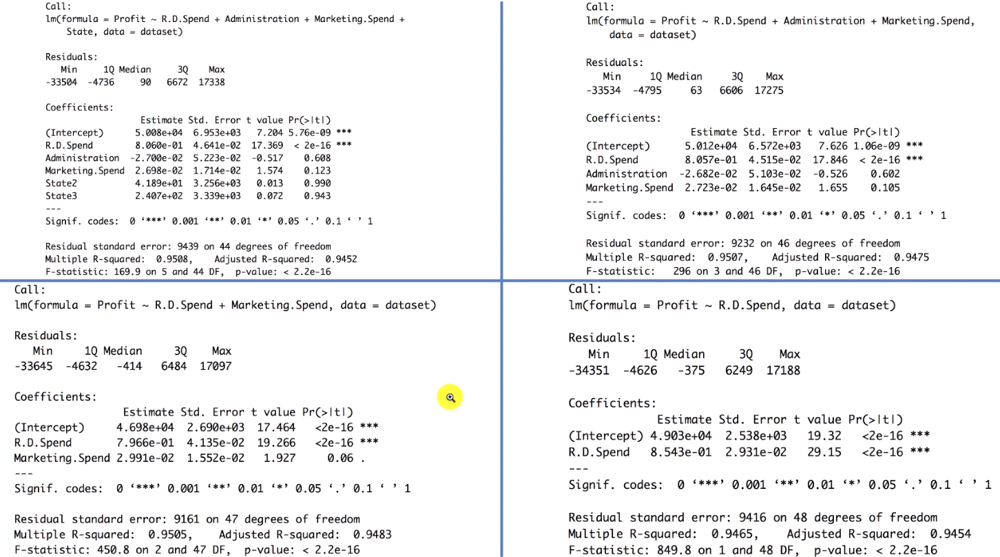 Call:
lm(formula = Profit ~ R.D.Spend + Administration + Marketing.Spend +
    State, data = dataset)
Residuals:
   Min     1Q Median     3Q    Max
-33504  -4736     90   6672  17338
Coefficients:
                  Estimate Std. Error t value Pr(>|t|)
(Intercept)      5.008e+04  6.953e+03   7.204 5.76e-09 ***
R.D.Spend        8.060e-01  4.641e-02  17.369  < 2e-16 ***
Administration  -2.700e-02  5.223e-02  -0.517    0.608
Marketing.Spend  2.698e-02  1.714e-02   1.574    0.123
State2           4.189e+01  3.256e+03   0.013    0.990
State3           2.407e+02  3.339e+03   0.072    0.943
---
Signif. codes:  0 ‘***’ 0.001 ‘**’ 0.01 ‘*’ 0.05 ‘.’ 0.1 ‘ ’ 1
Residual standard error: 9439 on 44 degrees of freedom
Multiple R-squared:  0.9508,    Adjusted R-squared:  0.9452
F-statistic: 169.9 on 5 and 44 DF,  p-value: < 2.2e-16
Call:
lm(formula = Profit ~ R.D.Spend + Administration + Marketing.Spend,
    data = dataset)
Residuals:
   Min     1Q Median     3Q    Max
-33534  -4795     63   6606  17275
Coefficients:
                  Estimate Std. Error t value Pr(>|t|)
(Intercept)      5.012e+04  6.572e+03   7.626 1.06e-09 ***
R.D.Spend        8.057e-01  4.515e-02  17.846  < 2e-16 ***
Administration  -2.682e-02  5.103e-02  -0.526    0.602
Marketing.Spend  2.723e-02  1.645e-02   1.655    0.105
---
Signif. codes:  0 ‘***’ 0.001 ‘**’ 0.01 ‘*’ 0.05 ‘.’ 0.1 ‘ ’ 1
Residual standard error: 9232 on 46 degrees of freedom
Multiple R-squared:  0.9507,    Adjusted R-squared:  0.9475
F-statistic:   296 on 3 and 46 DF,  p-value: < 2.2e-16
Call:
lm(formula = Profit ~ R.D.Spend + Marketing.Spend, data = dataset)
Residuals:
   Min     1Q Median     3Q    Max
-33645  -4632   -414   6484  17097
Coefficients:
                 Estimate Std. Error t value Pr(>|t|)
(Intercept)     4.698e+04  2.690e+03  17.464   <2e-16 ***
R.D.Spend       7.966e-01  4.135e-02  19.266   <2e-16 ***
Marketing.Spend 2.991e-02  1.552e-02   1.927     0.06 .
---
Signif. codes:  0 ‘***’ 0.001 ‘**’ 0.01 ‘*’ 0.05 ‘.’ 0.1 ‘ ’ 1
Residual standard error: 9161 on 47 degrees of freedom
Multiple R-squared:  0.9505,    Adjusted R-squared:  0.9483
F-statistic: 450.8 on 2 and 47 DF,  p-value: < 2.2e-16
Call:
lm(formula = Profit ~ R.D.Spend, data = dataset)
Residuals:
   Min     1Q Median     3Q    Max
-34351  -4626   -375   6249  17188
Coefficients:
             Estimate Std. Error t value Pr(>|t|)
(Intercept) 4.903e+04  2.538e+03   19.32   <2e-16 ***
R.D.Spend   8.543e-01  2.931e-02   29.15   <2e-16 ***
---
Signif. codes:  0 ‘***’ 0.001 ‘**’ 0.01 ‘*’ 0.05 ‘.’ 0.1 ‘ ’ 1
Residual standard error: 9416 on 48 degrees of freedom
Multiple R-squared:  0.9465,    Adjusted R-squared:  0.9454
F-statistic: 849.8 on 1 and 48 DF,  p-value: < 2.2e-16